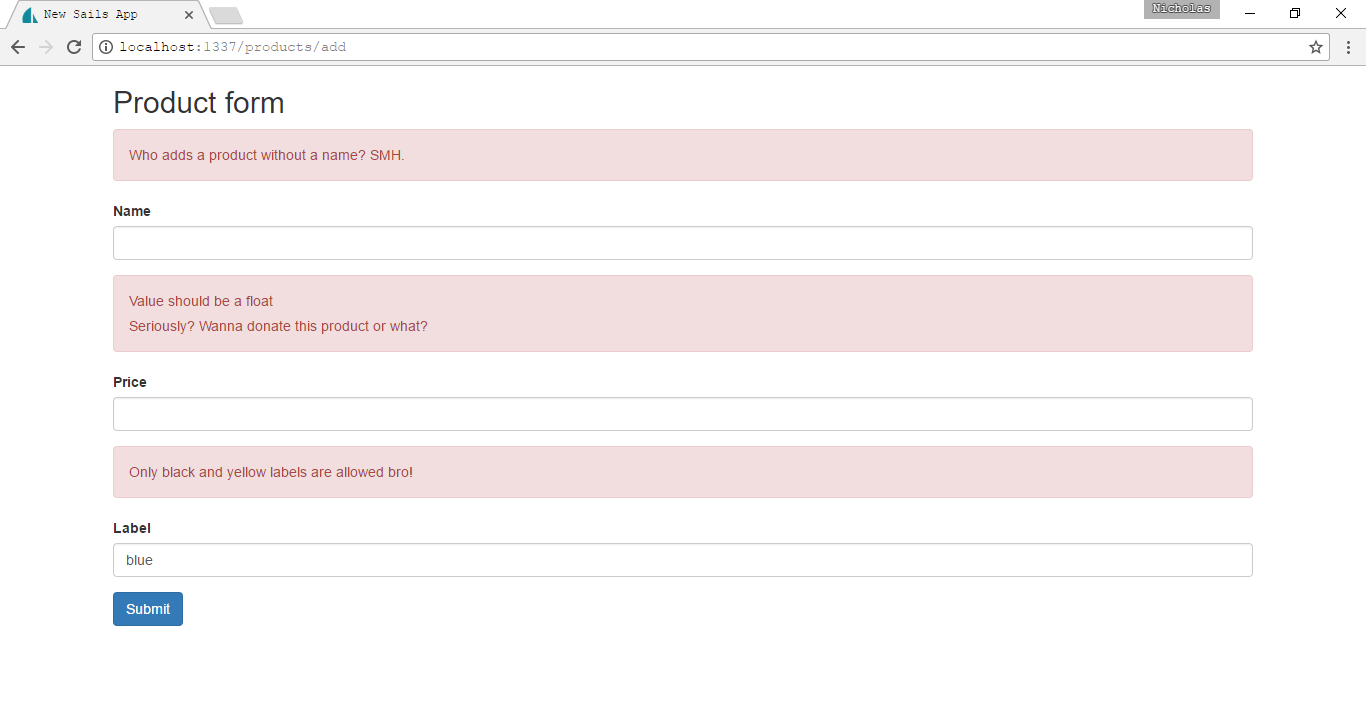 New Sails App
Nicholas
localhost:1337/products/add
Product form
Who adds a product without a name? SMH.
Name
Value should be a float
Seriously? Wanna donate this product or what?
Price
Only black and yellow labels are allowed bro!
Label
blue
Submit